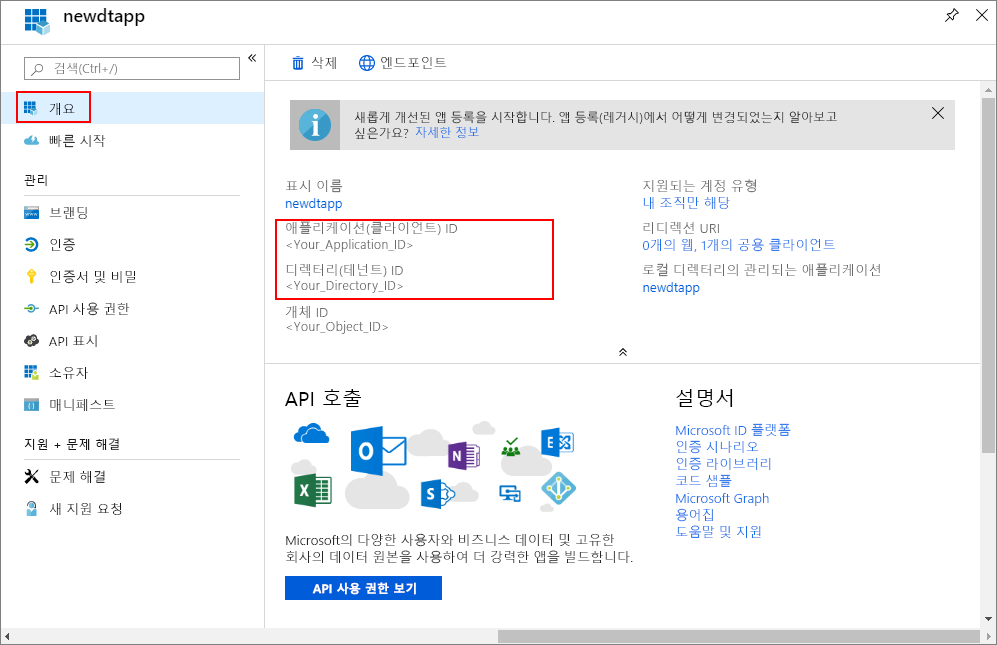 newdtapp
검색(Ctrl+/)
개요
빠른 시작
관리
브랜딩
인증
인증서 및 비밀
API 사용 권한
API 표시
소유자
매니페스트
지원 + 문제 해결
문제 해결
새 지원 요청
삭제
엔드포인트
새롭게 개선된 앱 등록을 시작합니다. 앱 등록(레거시)에서 어떻게 변경되었는지 알아보고
싶은가요? 자세한 정보
표시 이름
newdtapp
애플리케이션(클라이언트) ID
<Your_Application_ID>
디렉터리(테넌트) ID
<Your_Directory_ID>
개체 ID
<Your_Object_ID>
지원되는 계정 유형
내 조직만 해당
리디렉션 URI
0개의 웹, 1개의 공용 클라이언트
로컬 디렉터리의 관리되는 애플리케이션
newdtapp
API 호출
Microsoft의 다양한 사용자와 비즈니스 데이터 및 고유한
회사의 데이터 원본을 사용하여 더 강력한 앱을 빌드합니다.
API 사용 권한 보기
설명서
Microsoft ID 플랫폼
인증 시나리오
인증 라이브러리
코드 샘플
Microsoft Graph
용어집
도움말 및 지원